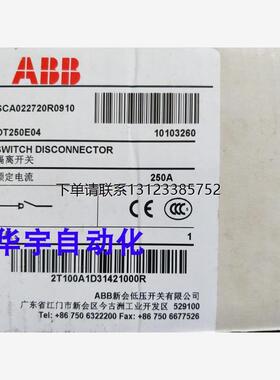 ABB
SCA022720R0910
OT250E04
10103260
SWITCH DISCONNECTOR
隔离开关
额定电流
250A
下单请联系13123385752
CCC
1
华宇自动化
2T100A1D31421000R
ABB新会低压开关有限公司
广东省江门市新会区今古洲工业开发区 529100
Tel +86 750 6322200 Fax +86 750 6677526